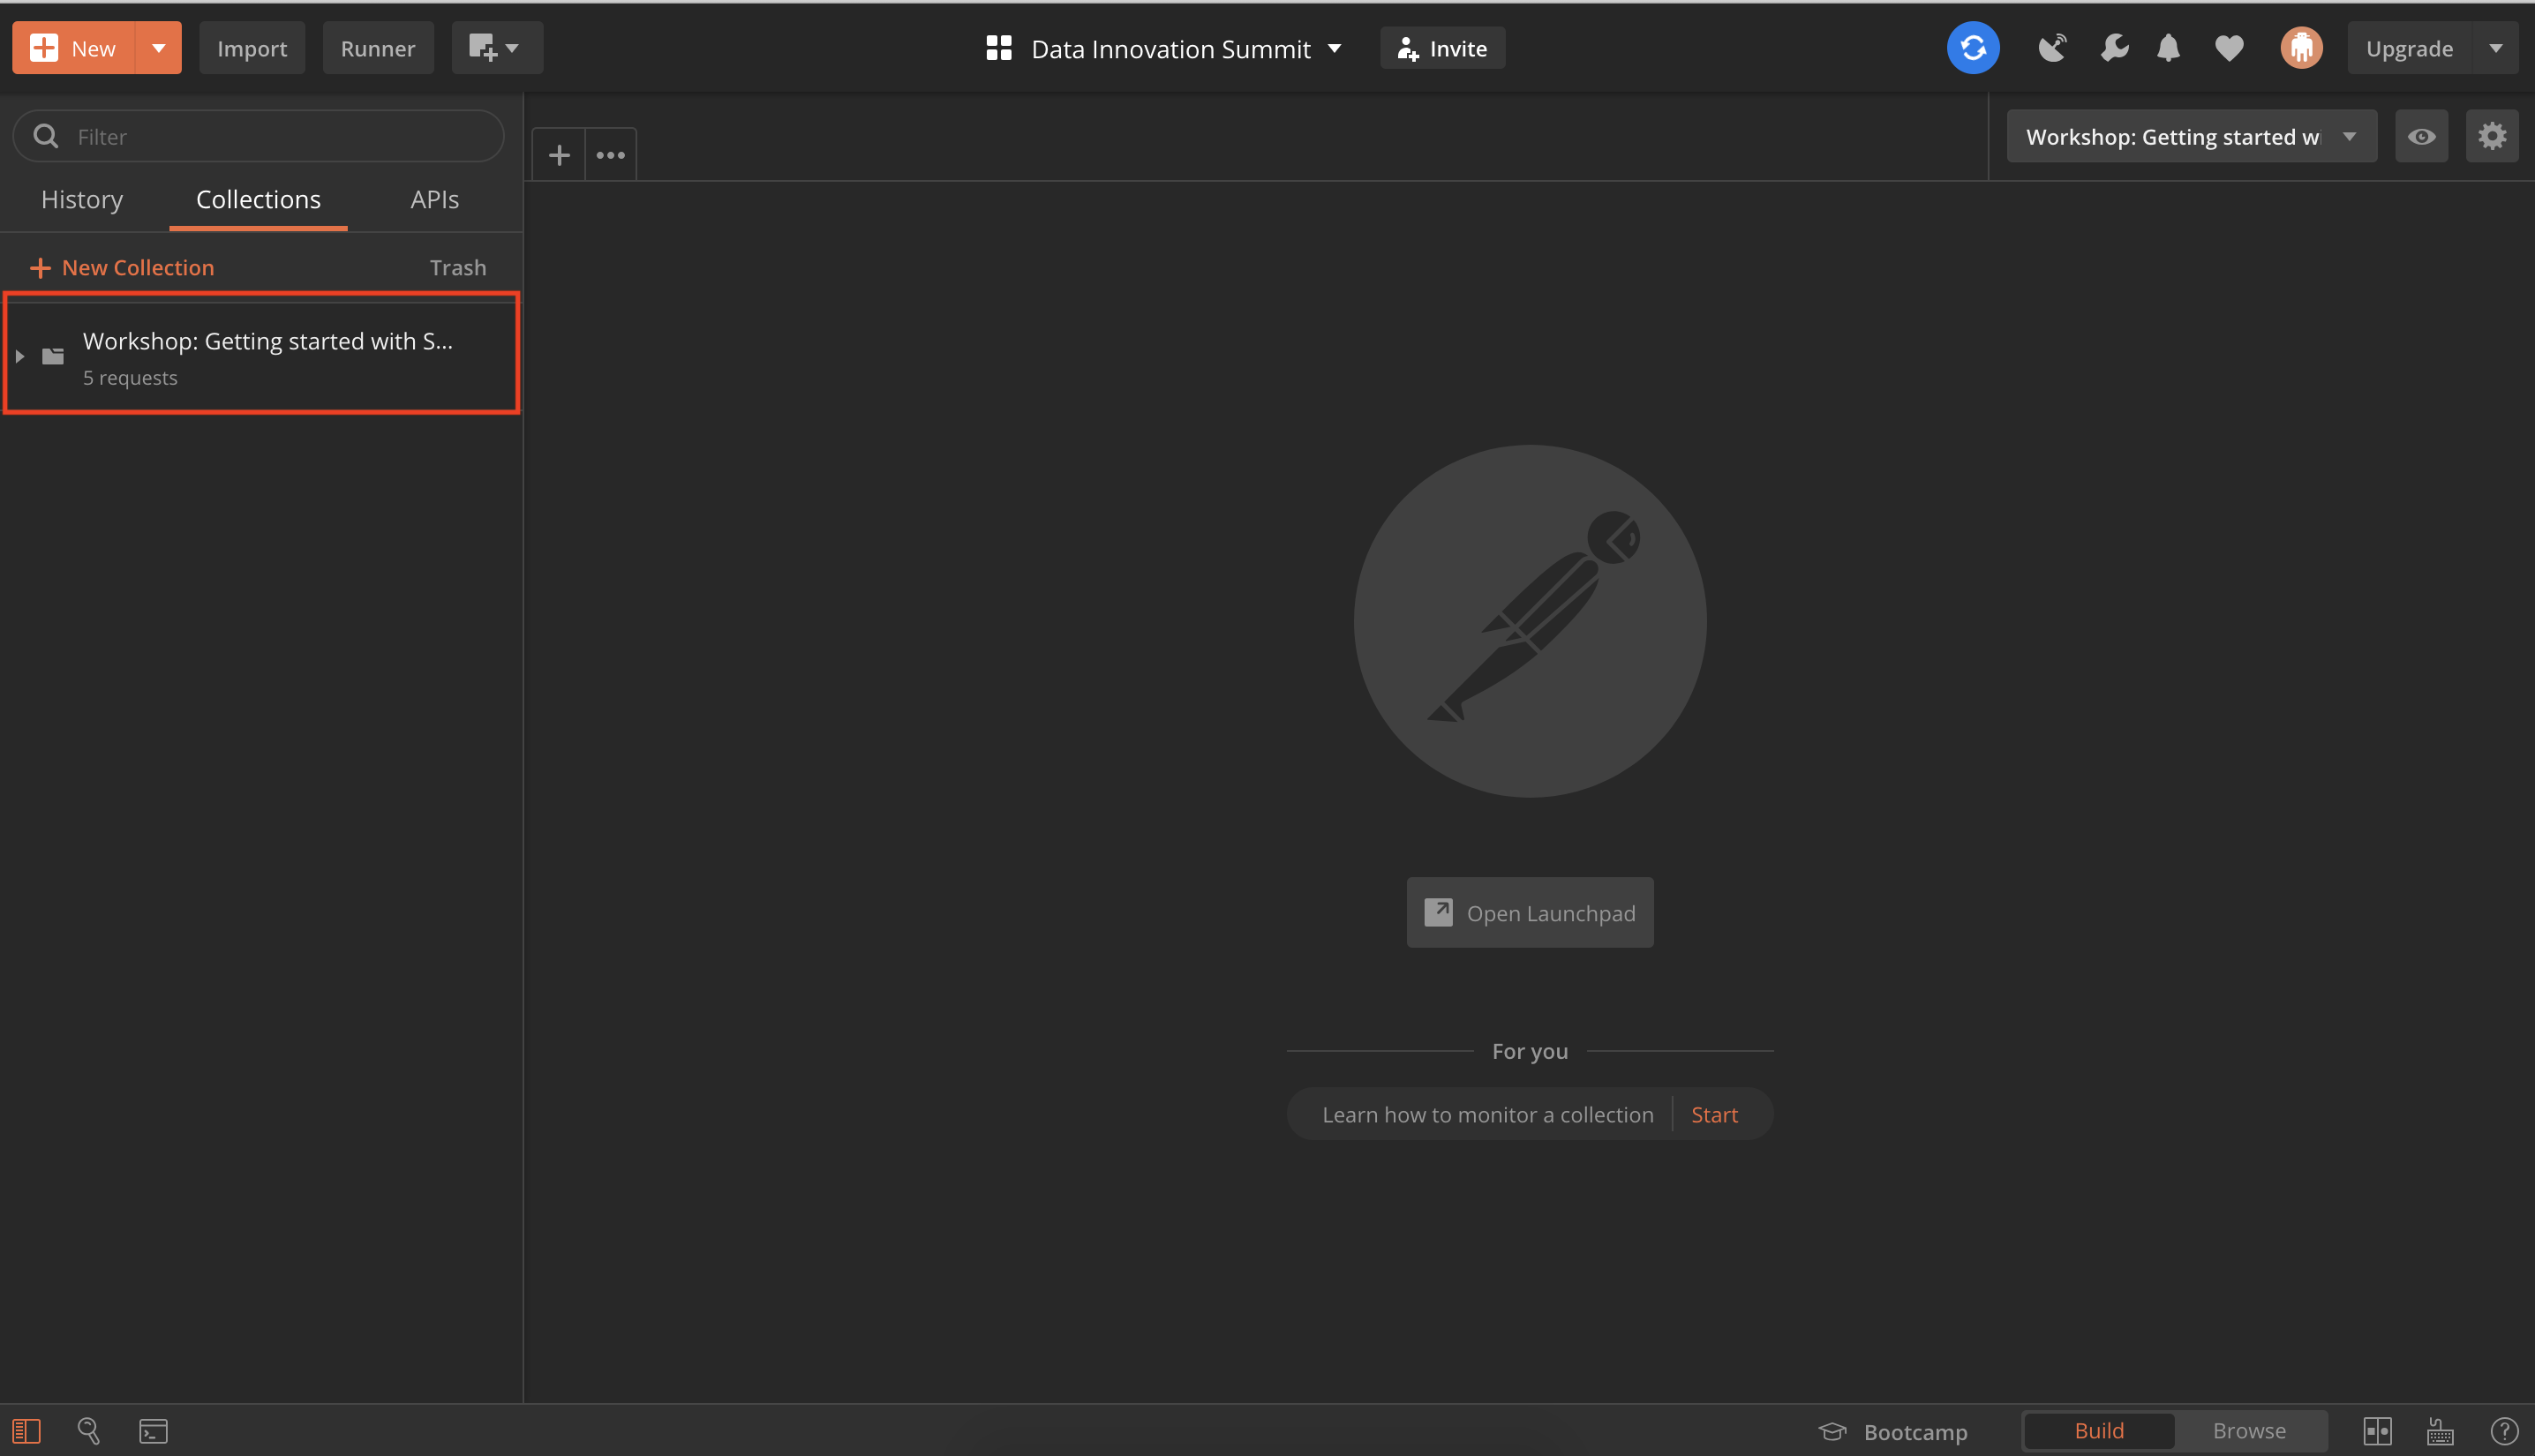 New
Import
Runner
Data Innovation Summit
Invite
Upgrade
Filter
History
Collections
APIs
New Collection
Trash
Workshop: Getting started with S...
5 requests
Workshop: Getting started w
Open Launchpad
For you
Learn how to monitor a collection
Start
Bootcamp
Build
Browse